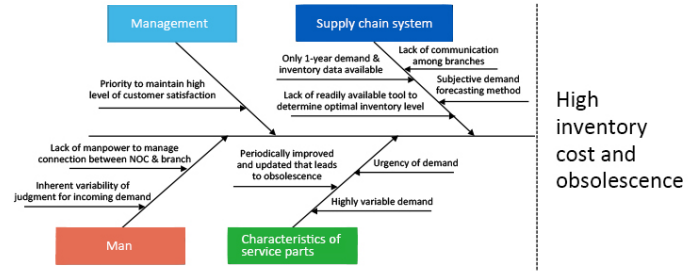 Management
Supply chain system
Priority to maintain high
level of customer satisfaction
Only 1-year demand &
inventory data available
Lack of readily available tool to
determine optimal inventory level
Lack of communication
among branches
Subjective demand
forecasting method
High
inventory
cost and
obsolescence
Lack of manpower to manage
connection between NOC & branch
Inherent variability of
judgment for incoming demand
Periodically improved
and updated that leads
to obsolescence
Urgency of demand
Highly variable demand
Man
Characteristics of
service parts